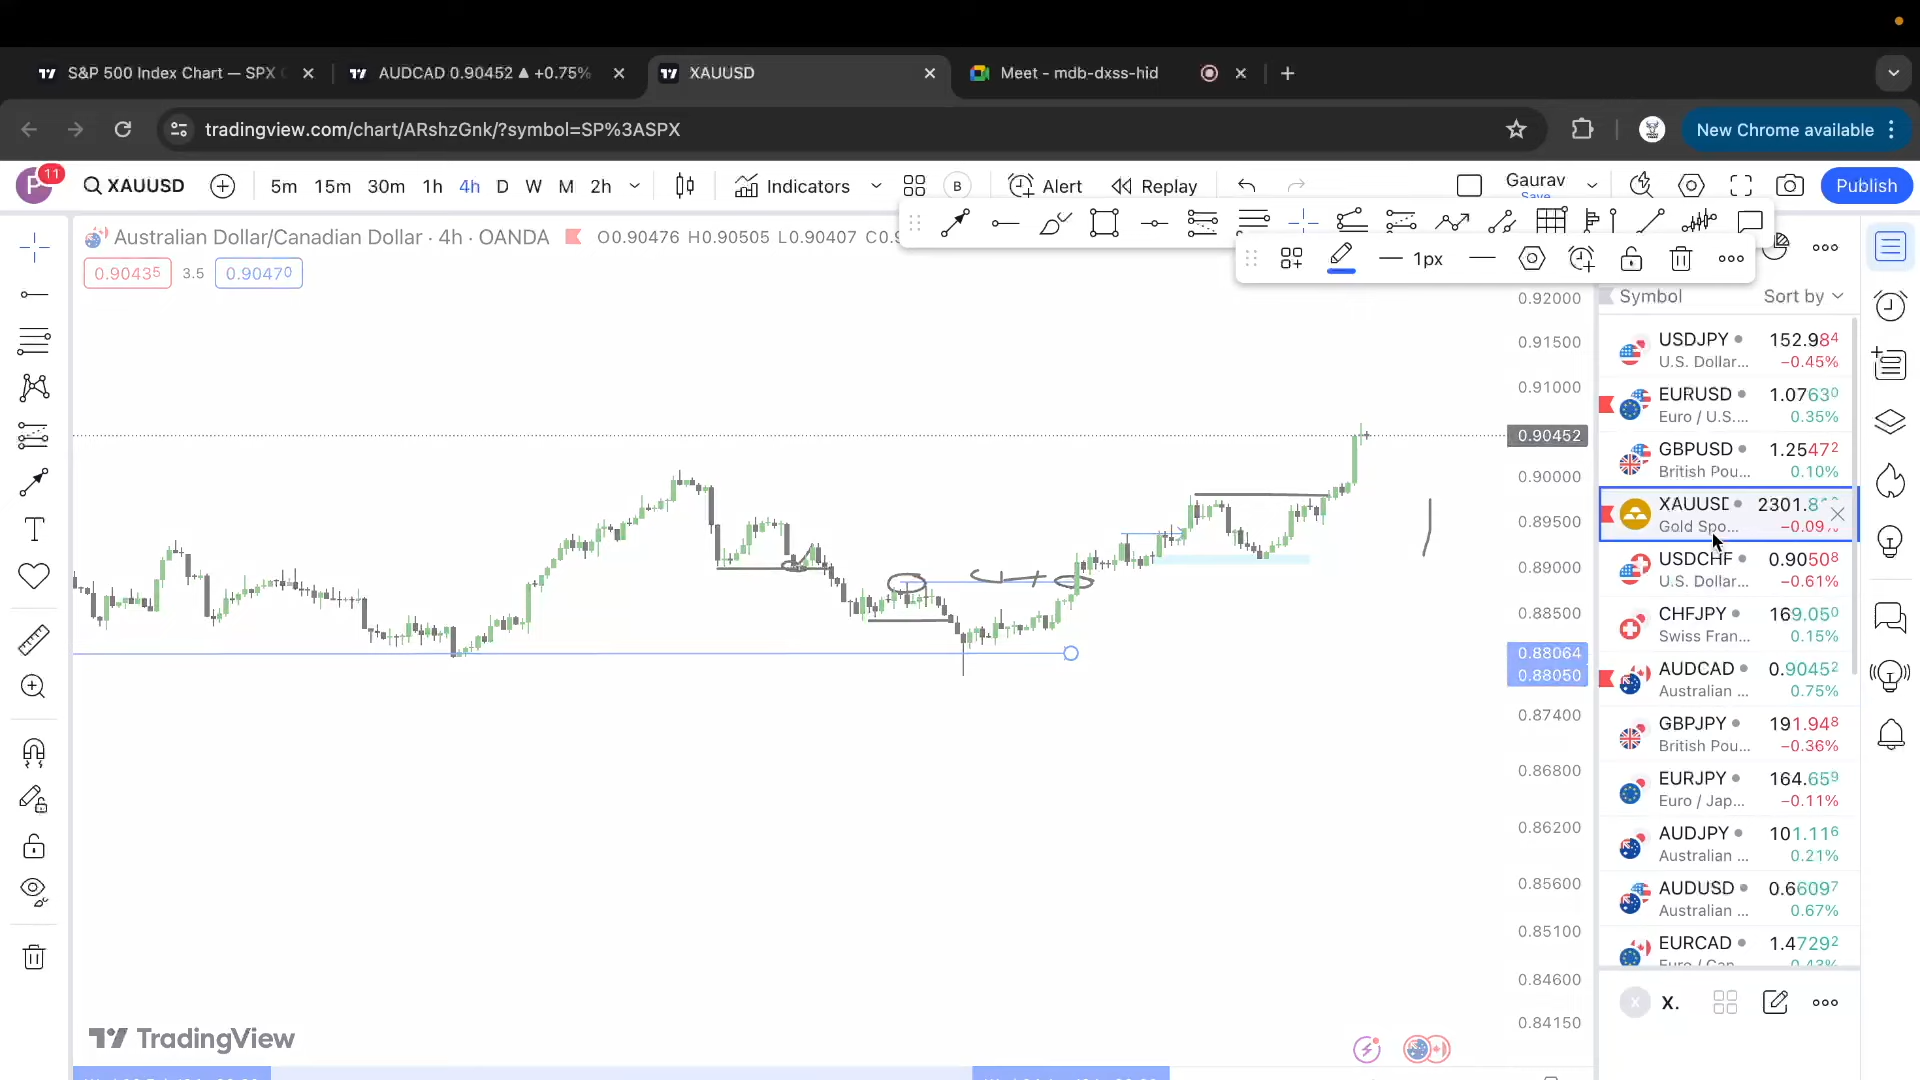 S&P 500 Index Chart — SPX
AUDCAD 0.90452 ▲ +0.75%
XAUUSD
Meet - mdb-dxss-hid
tradingview.com/chart/ARshzGnk/?symbol=SP%3ASPX
New Chrome available
P
11
XAUUSD
5m 15m 30m 1h 4h D W M 2h
Indicators
B
Alert
Replay
Gaurav
Save
Publish
Australian Dollar/Canadian Dollar · 4h · OANDA
O0.90476 H0.90505 L0.90407
0.90435
3.5
0.90470
1px
Symbol
Sort by
0.92000
0.91500
0.91000
0.90452
0.90000
0.89500
0.89000
0.88500
0.88064
0.88050
0.87400
0.86800
0.86200
0.85600
0.85100
0.84600
0.84150
USDJPY 152.984
U.S. Dollar... −0.45%
EURUSD 1.07630
Euro / U.S.... 0.35%
GBPUSD 1.25472
British Pou... 0.10%
XAUUSD
Gold Spo...
USDCHF 0.90508
U.S. Dollar... −0.61%
CHFJPY 169.050
Swiss Fran... 0.15%
AUDCAD 0.90452
Australian ... 0.75%
GBPJPY 191.948
British Pou... −0.36%
EURJPY 164.659
Euro / Jap... −0.11%
AUDJPY 101.116
Australian ... 0.21%
AUDUSD 0.66097
Australian ... 0.67%
EURCAD 1.47292
X X.
TradingView